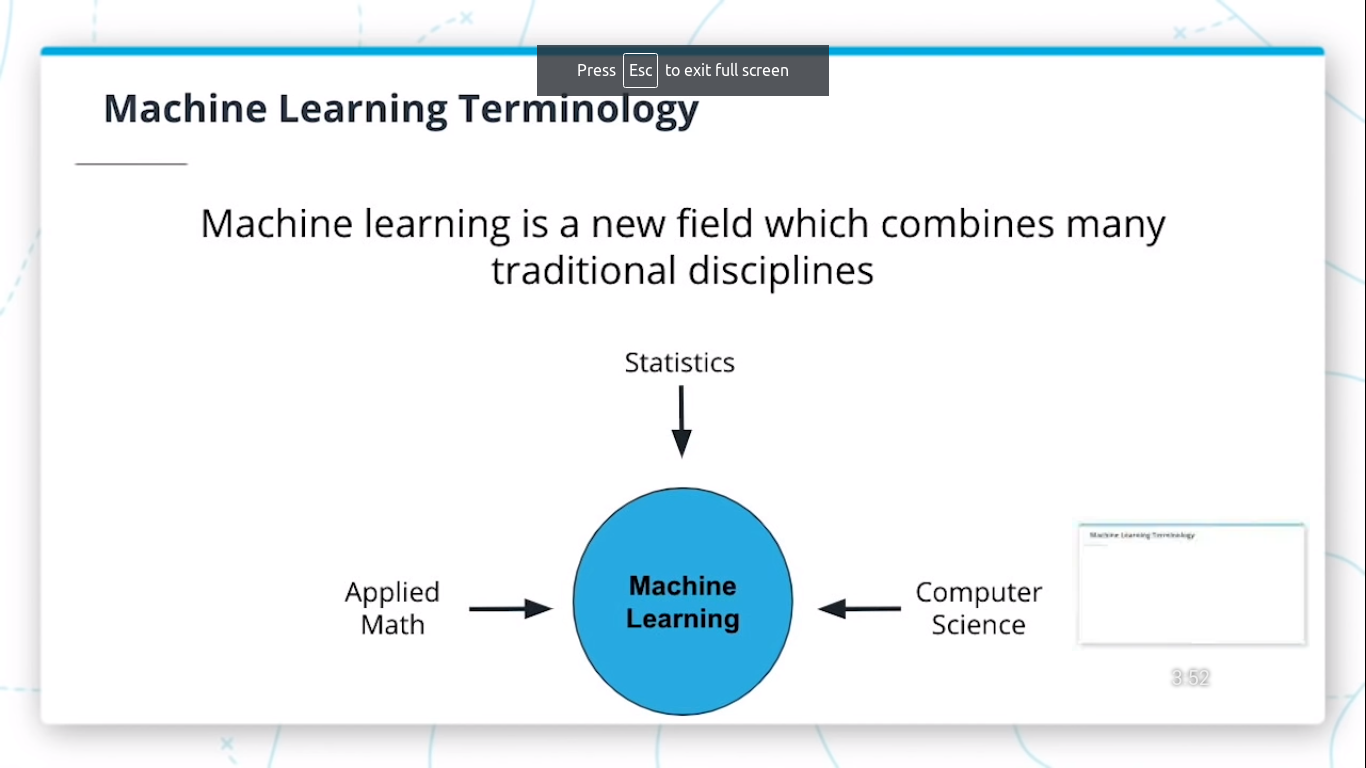 Press Esc to exit full screen
Machine Learning Terminology
Machine learning is a new field which combines many
traditional disciplines
Statistics
Applied
Math
Machine
Learning
Computer
Science
Machine Learning Terminology
3:52